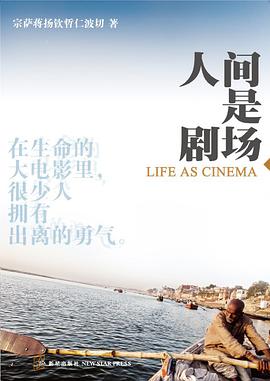 宗萨蒋扬钦哲仁波切 著
人间是剧场
LIFE AS CINEMA
在生命的
大电影里，
很少人
拥有
出离的勇气。
新星出版社 NEW STAR PRESS